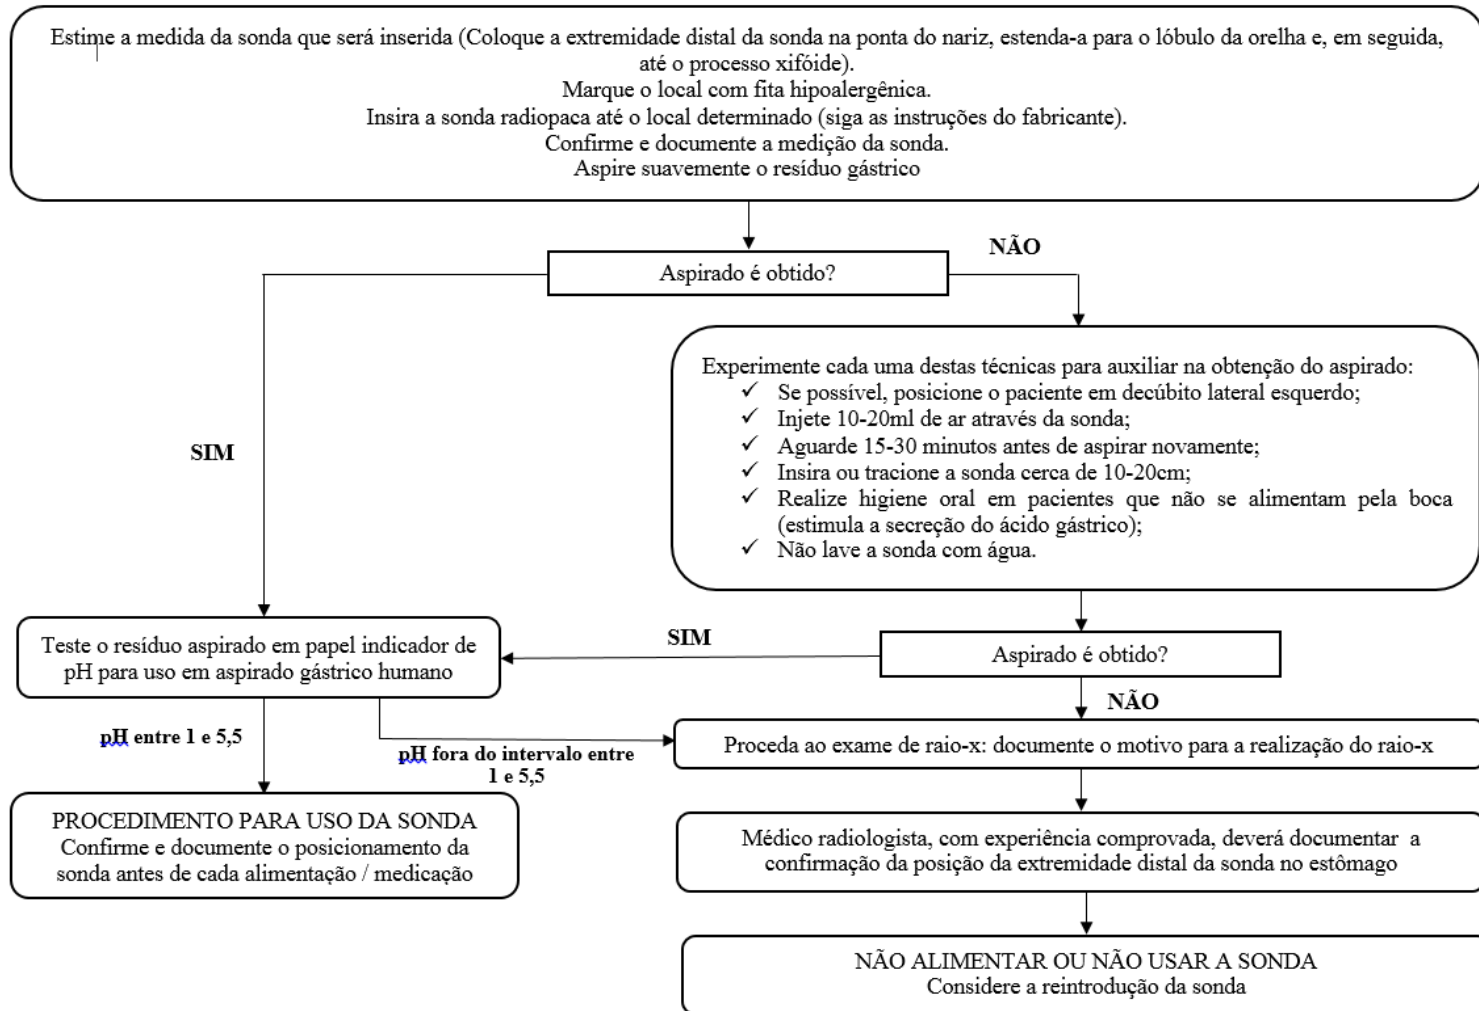 Estime a medida da sonda que será inserida (Coloque a extremidade distal da sonda na ponta do nariz, estenda-a para o lóbulo da orelha e, em seguida,
até o processo xifóide).
Marque o local com fita hipoalergênica.
Insira a sonda radiopaca até o local determinado (siga as instruções do fabricante).
Confirme e documente a medição da sonda.
Aspire suavemente o resíduo gástrico
Aspirado é obtido?
NÃO
SIM
Experimente cada uma destas técnicas para auxiliar na obtenção do aspirado:
✓ Se possível, posicione o paciente em decúbito lateral esquerdo;
✓ Injete 10-20ml de ar através da sonda;
✓ Aguarde 15-30 minutos antes de aspirar novamente;
✓ Insira ou tracione a sonda cerca de 10-20cm;
✓ Realize higiene oral em pacientes que não se alimentam pela boca
(estimula a secreção do ácido gástrico);
✓ Não lave a sonda com água.
Aspirado é obtido?
SIM
NÃO
Teste o resíduo aspirado em papel indicador de
pH para uso em aspirado gástrico humano
pH entre 1 e 5,5
pH fora do intervalo entre
1 e 5,5
Proceda ao exame de raio-x: documente o motivo para a realização do raio-x
PROCEDIMENTO PARA USO DA SONDA
Confirme e documente o posicionamento da
sonda antes de cada alimentação / medicação
Médico radiologista, com experiência comprovada, deverá documentar a
confirmação da posição da extremidade distal da sonda no estômago
NÃO ALIMENTAR OU NÃO USAR A SONDA
Considere a reintrodução da sonda